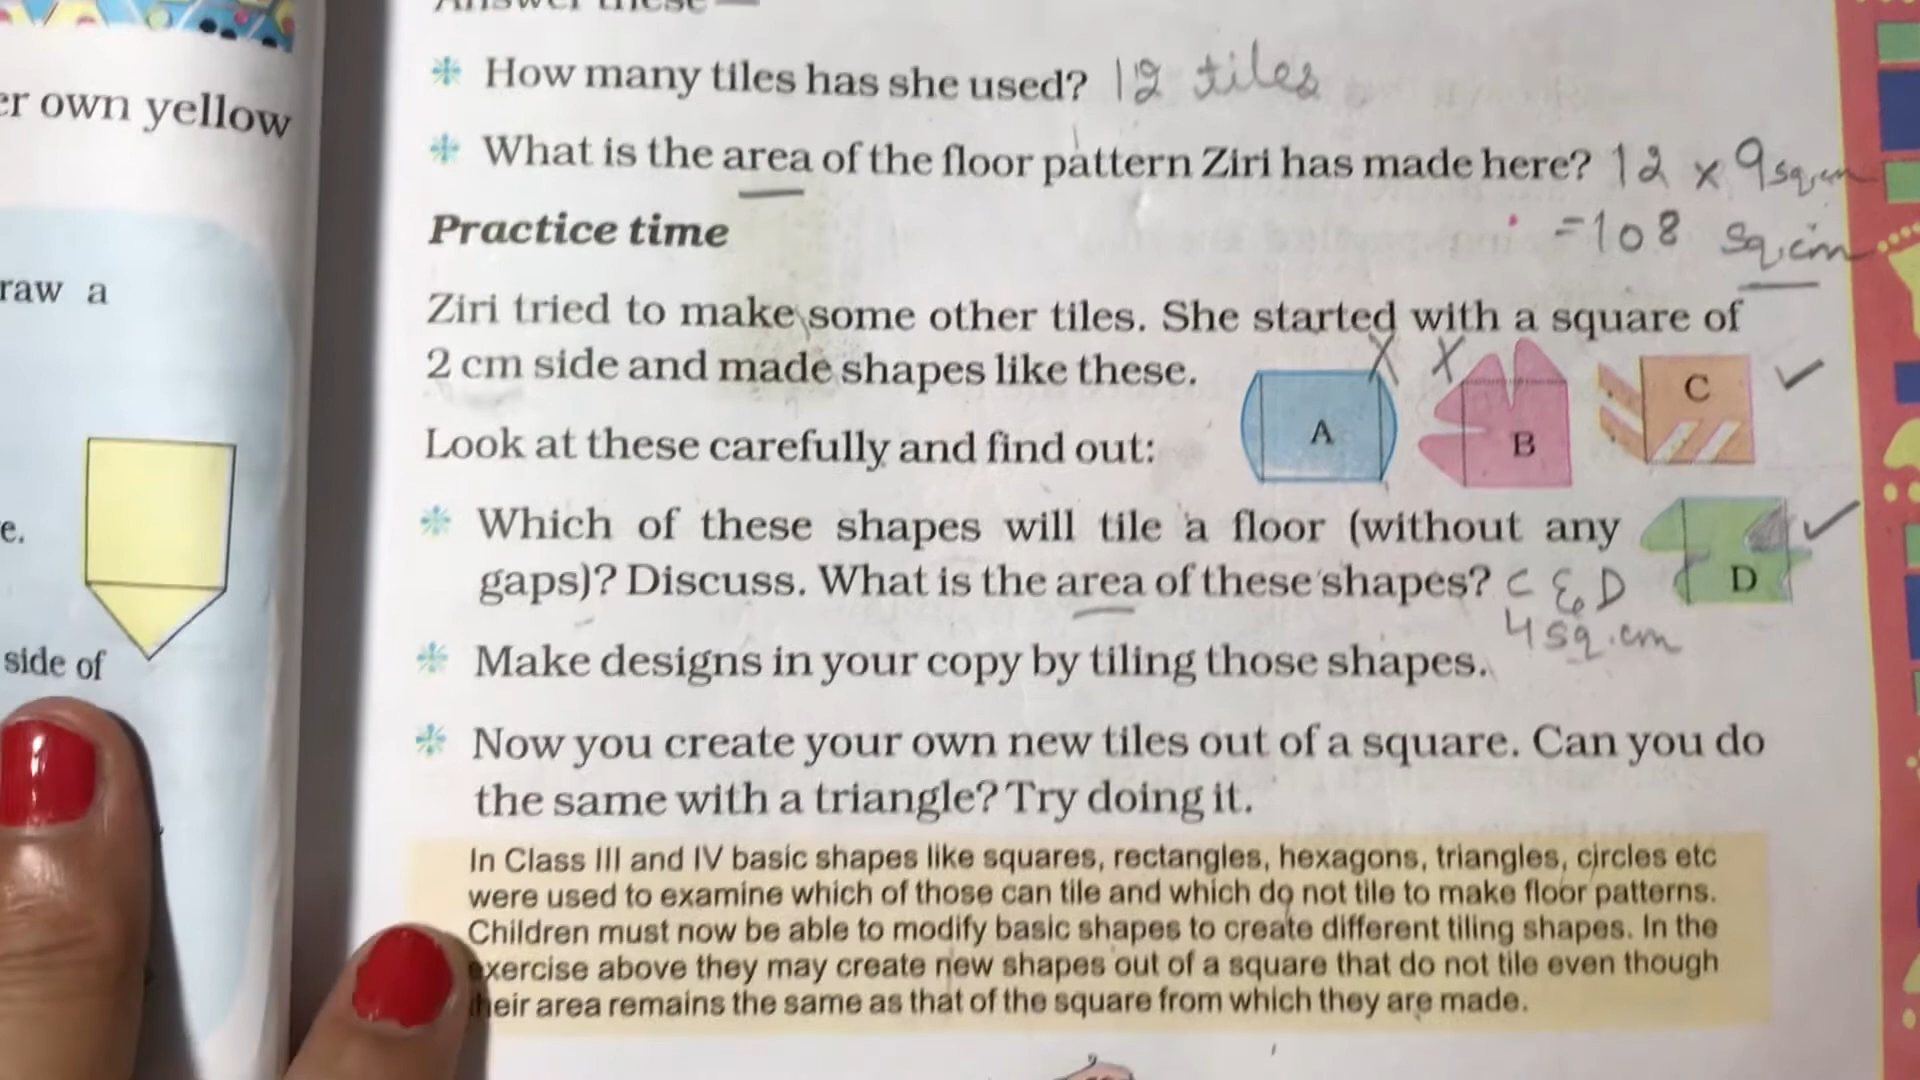 er own yellow
raw a
e.
side of
Answer these—
How many tiles has she used? 12 tiles
What is the area of the floor pattern Ziri has made here? 12 x 9 sq.cm
= 108 sq.cm
Practice time
Ziri tried to make some other tiles. She started with a square of
2 cm side and made shapes like these.
A B C
Look at these carefully and find out:
Which of these shapes will tile a floor (without any
gaps)? Discuss. What is the area of these shapes? C & D
D
4 sq.cm
Make designs in your copy by tiling those shapes.
Now you create your own new tiles out of a square. Can you do
the same with a triangle? Try doing it.
In Class III and IV basic shapes like squares, rectangles, hexagons, triangles, circles etc
were used to examine which of those can tile and which do not tile to make floor patterns.
Children must now be able to modify basic shapes to create different tiling shapes. In the
exercise above they may create new shapes out of a square that do not tile even though
heir area remains the same as that of the square from which they are made.